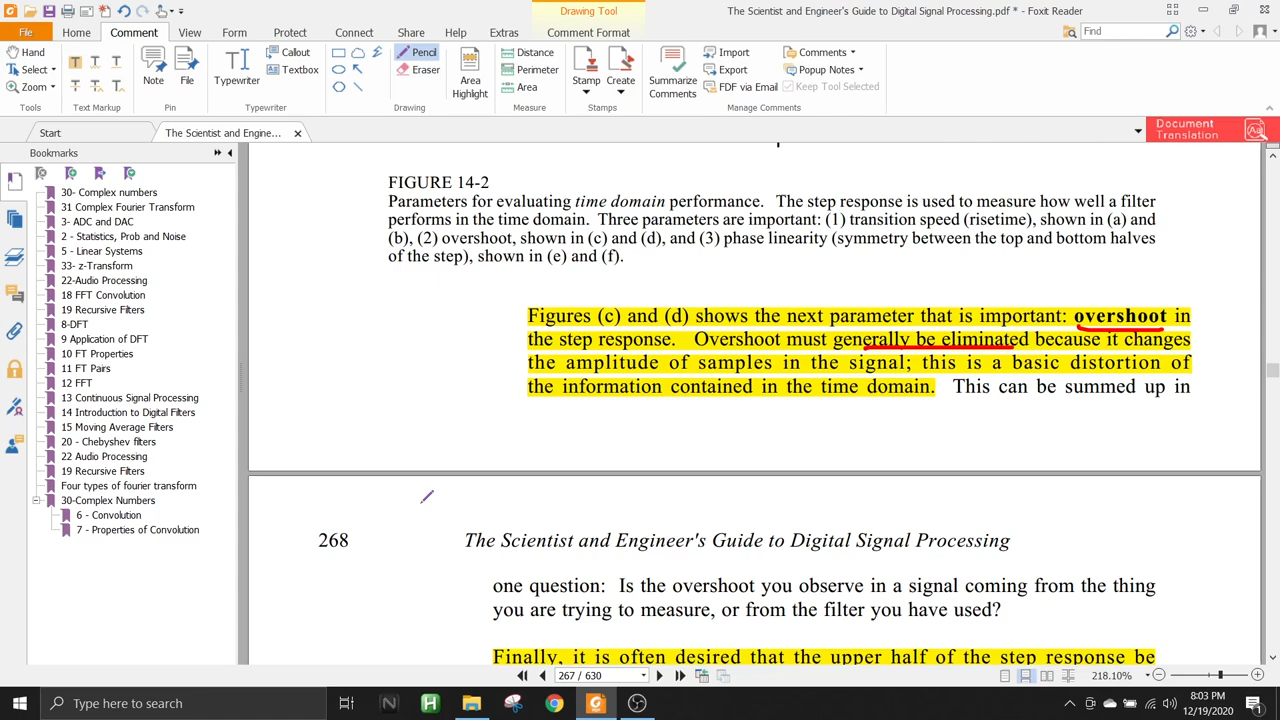 The Scientist and Engineer's Guide to Digital Signal Processing.pdf * - Foxit Reader
Drawing Tool
File Home Comment View Form Protect Connect Share Help Extras Comment Format Find
Hand
Select
Zoom
Tools
Text Markup
Note
File
Pin
Typewriter
Callout
Textbox
Typewriter
Pencil
Eraser
Drawing
Area
Highlight
Distance
Perimeter
Area
Measure
Stamp
Create
Stamps
Summarize
Comments
Import
Export
FDF via Email
Comments
Popup Notes
Keep Tool Selected
Manage Comments
Start
The Scientist and Engine...
Document
Translation
Bookmarks
30- Complex numbers
31 Complex Fourier Transform
3- ADC and DAC
2 - Statistics, Prob and Noise
5 - Linear Systems
33- z-Transform
22-Audio Processing
18 FFT Convolution
19 Recursive Filters
8-DFT
9 Application of DFT
10 FT Properties
11 FT Pairs
12 FFT
13 Continuous Signal Processing
14 Introduction to Digital Filters
15 Moving Average Filters
20 - Chebyshev filters
22 Audio Processing
19 Recursive Filters
Four types of fourier transform
30-Complex Numbers
6 - Convolution
7 - Properties of Convolution
FIGURE 14-2
Parameters for evaluating time domain performance. The step response is used to measure how well a filter
performs in the time domain. Three parameters are important: (1) transition speed (risetime), shown in (a) and
(b), (2) overshoot, shown in (c) and (d), and (3) phase linearity (symmetry between the top and bottom halves
of the step), shown in (e) and (f).
Figures (c) and (d) shows the next parameter that is important: overshoot in
the step response. Overshoot must generally be eliminated because it changes
the amplitude of samples in the signal; this is a basic distortion of
the information contained in the time domain. This can be summed up in
268 The Scientist and Engineer's Guide to Digital Signal Processing
one question: Is the overshoot you observe in a signal coming from the thing
you are trying to measure, or from the filter you have used?
Finally, it is often desired that the upper half of the step response be
267 / 630
218.10%
Type here to search
8:03 PM
12/19/2020